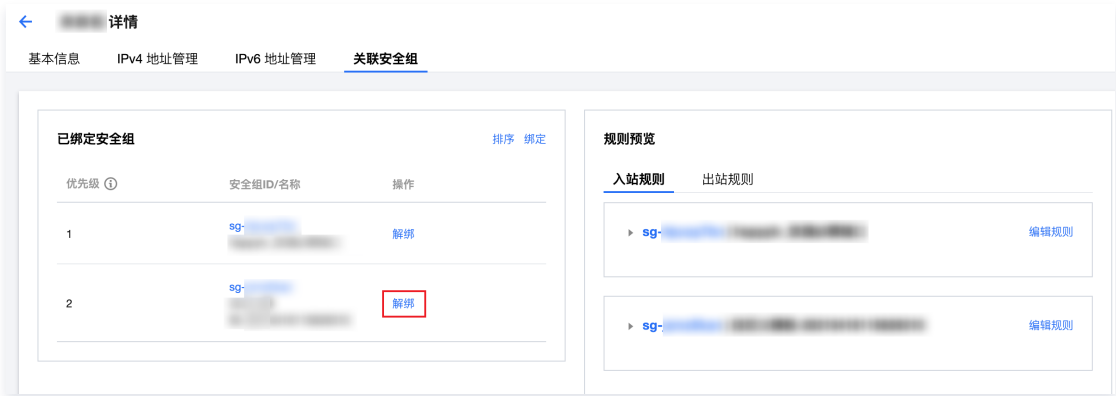 详情
基本信息 IPv4 地址管理 IPv6 地址管理 关联安全组
已绑定安全组 排序 绑定
优先级 安全组ID/名称 操作
1 sg- 解绑
2 sg- 解绑
规则预览
入站规则 出站规则
sg- 编辑规则
sg- 编辑规则